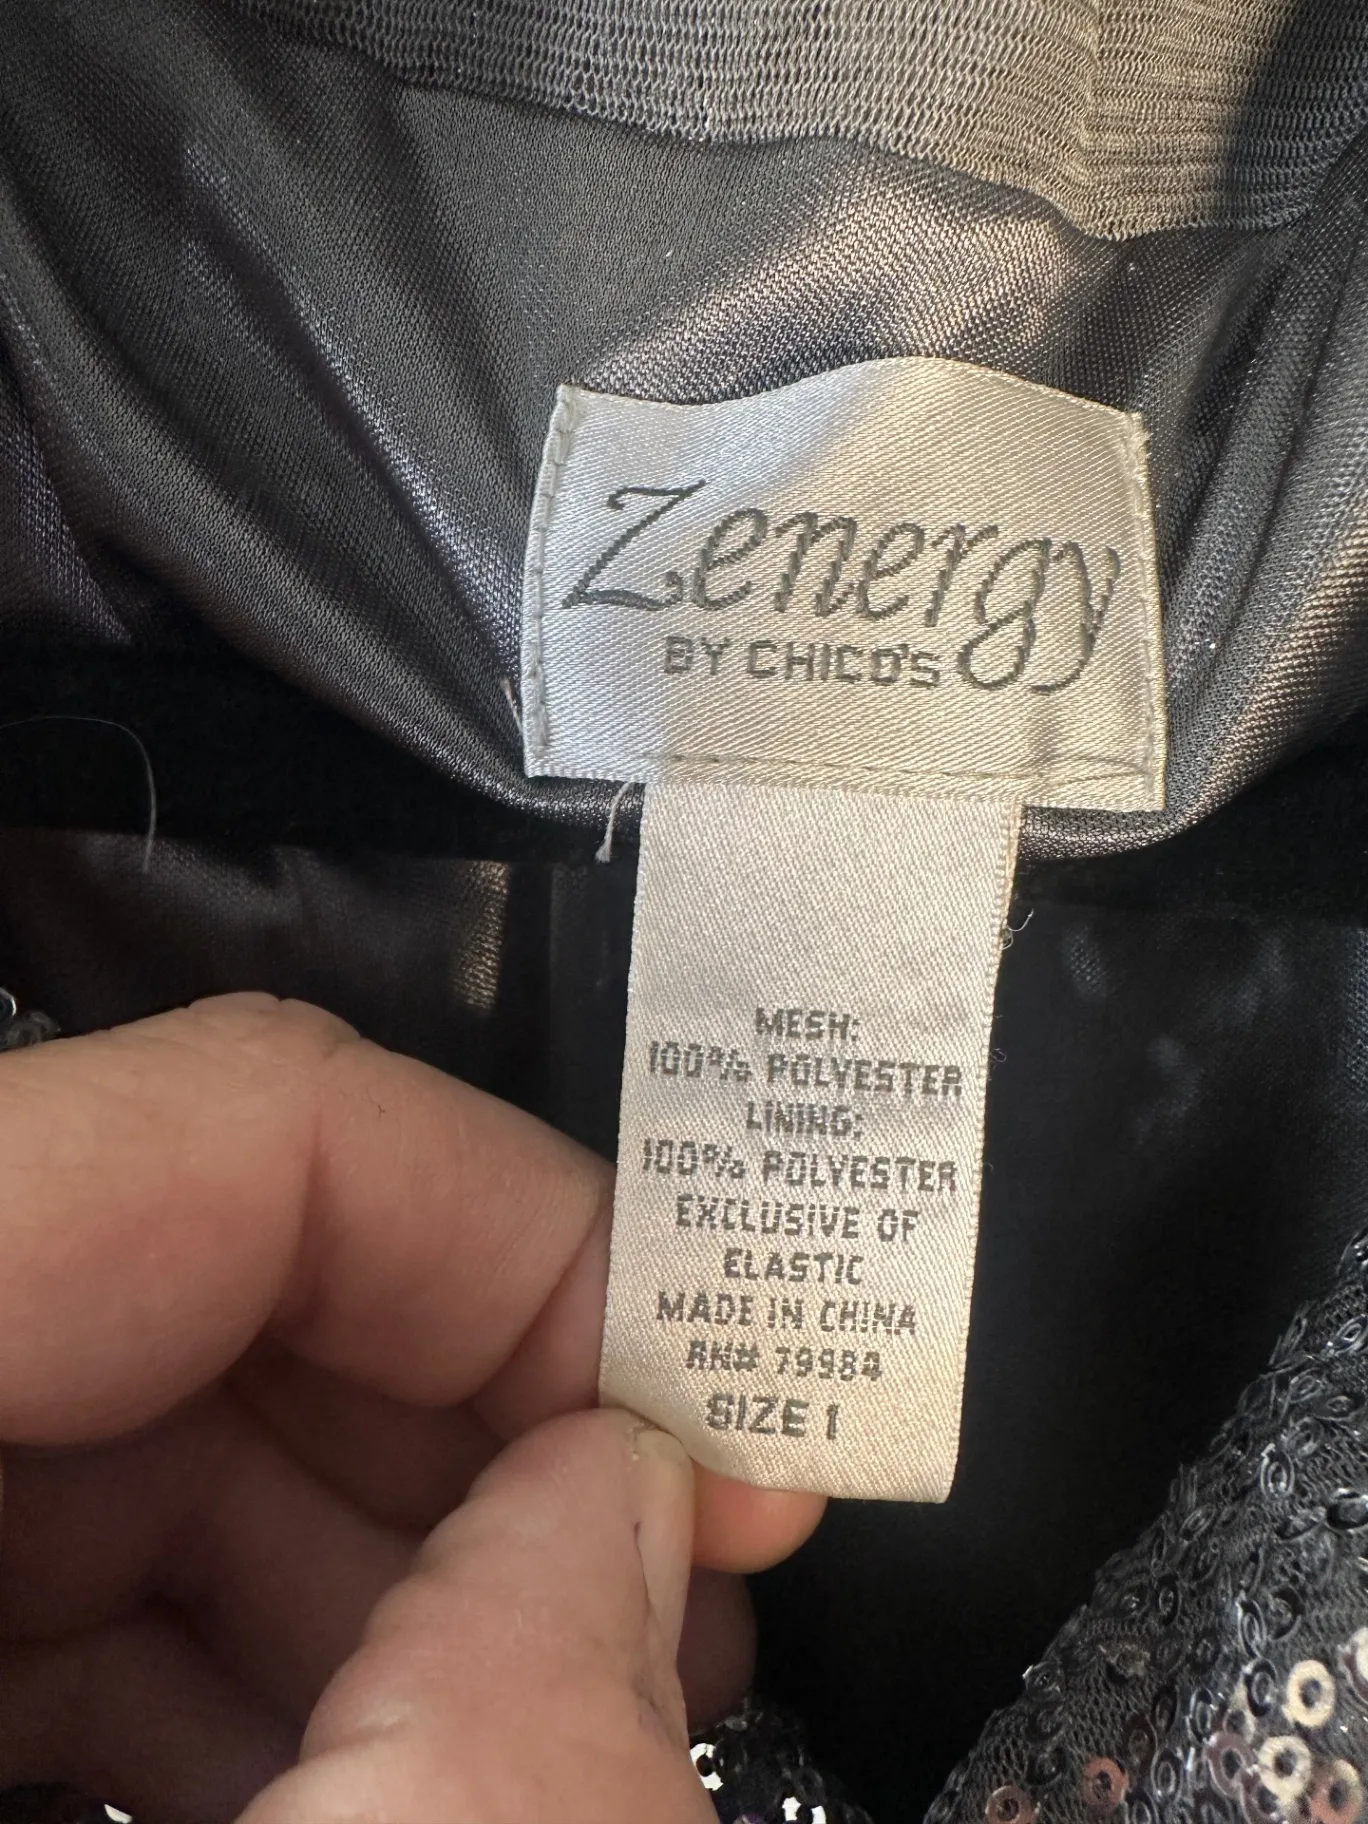 Zenergy
BY CHICO'S
MESH:
100% POLYESTER
LINING:
100% POLYESTER
EXCLUSIVE OF
ELASTIC
MADE IN CHINA
RN# 79984
SIZE 1